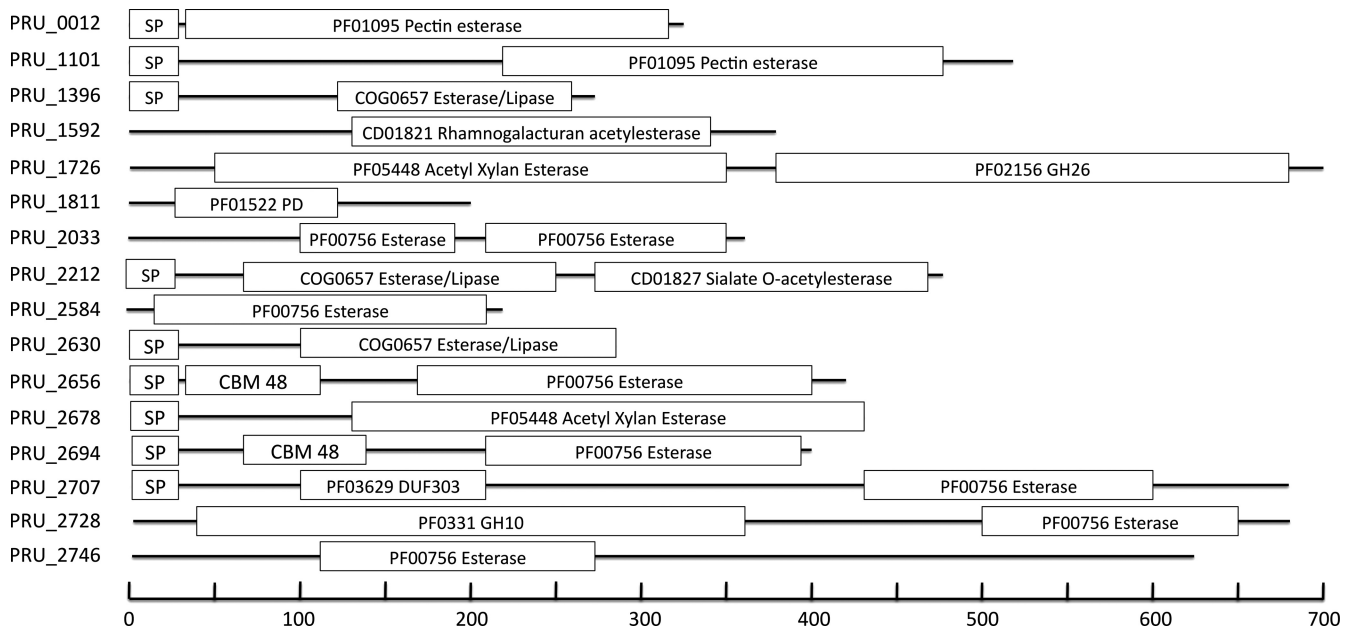 PRU_0012 SP PF01095 Pectin esterase
PRU_1101 SP PF01095 Pectin esterase
PRU_1396 SP COG0657 Esterase/Lipase
PRU_1592 CD01821 Rhamnogalacturan acetylesterase
PRU_1726 PF05448 Acetyl Xylan Esterase PF02156 GH26
PRU_1811 PF01522 PD
PRU_2033 PF00756 Esterase PF00756 Esterase
PRU_2212 SP COG0657 Esterase/Lipase CD01827 Sialate O-acetylesterase
PRU_2584 PF00756 Esterase
PRU_2630 SP COG0657 Esterase/Lipase
PRU_2656 SP CBM 48 PF00756 Esterase
PRU_2678 SP PF05448 Acetyl Xylan Esterase
PRU_2694 SP CBM 48 PF00756 Esterase
PRU_2707 SP PF03629 DUF303 PF00756 Esterase
PRU_2728 PF0331 GH10 PF00756 Esterase
PRU_2746 PF00756 Esterase
0 100 200 300 400 500 600 700